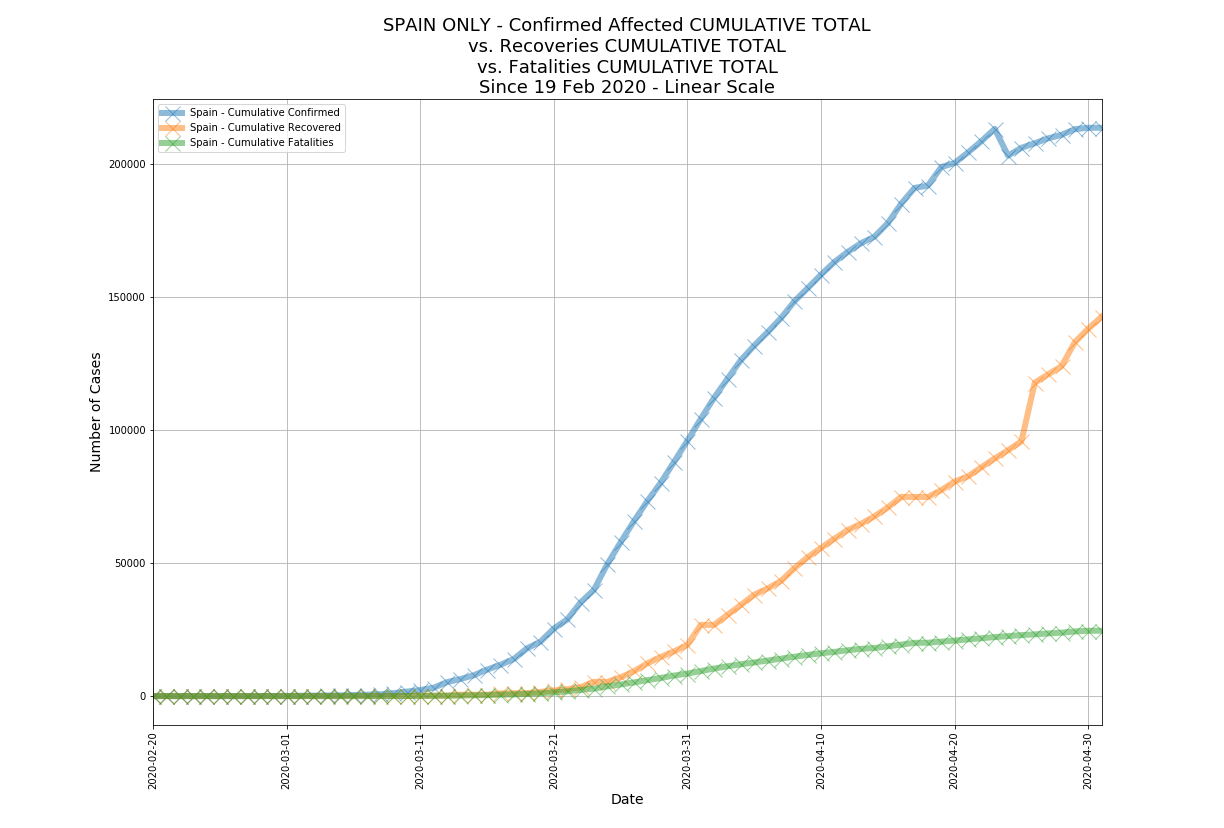 SPAIN ONLY - Confirmed Affected CUMULATIVE TOTAL
vs. Recoveries CUMULATIVE TOTAL
vs. Fatalities CUMULATIVE TOTAL
Since 19 Feb 2020 - Linear Scale
Spain - Cumulative Confirmed
Spain - Cumulative Recovered
Spain - Cumulative Fatalities
Number of Cases
200000
150000
100000
50000
0
2020-02-20
2020-03-01
2020-03-11
2020-03-21
2020-03-31
2020-04-10
2020-04-20
2020-04-30
Date